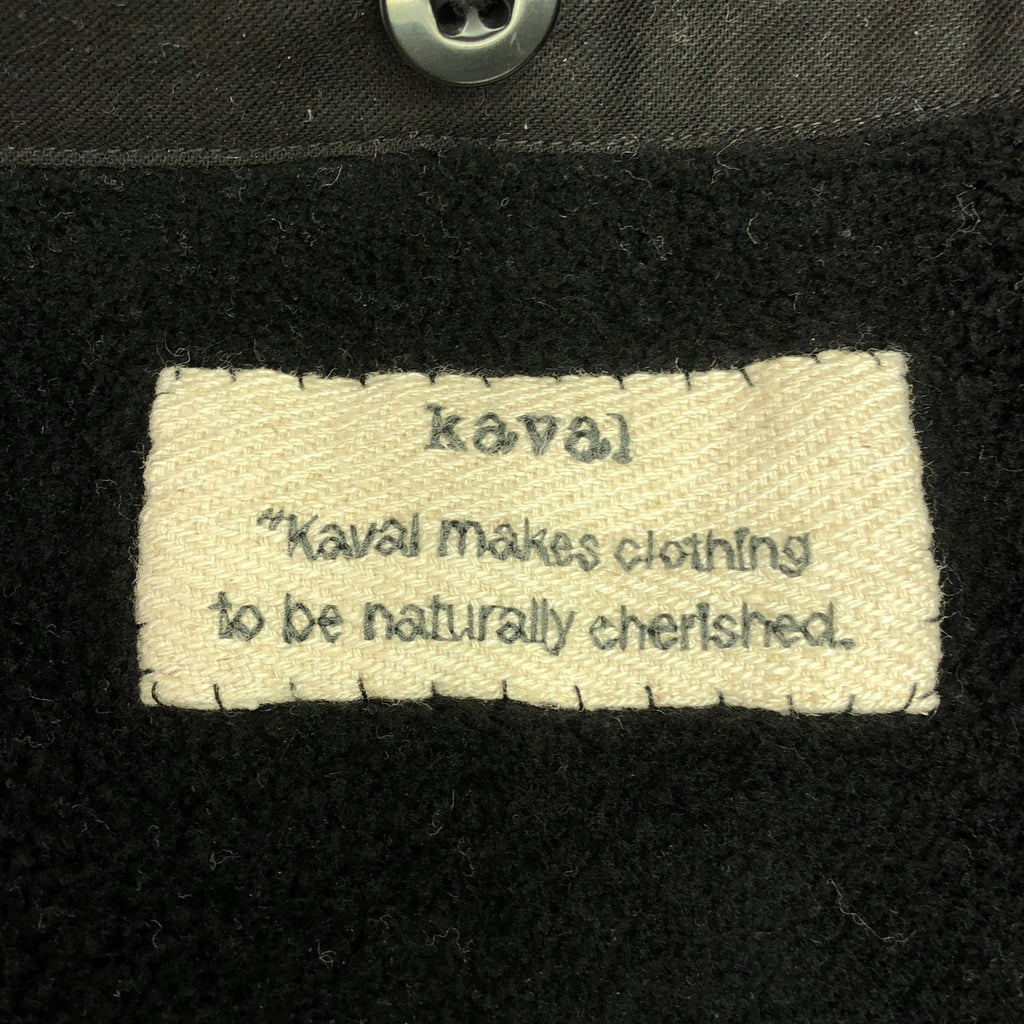 kaval
“Kaval makes clothing
to be naturally cherished.